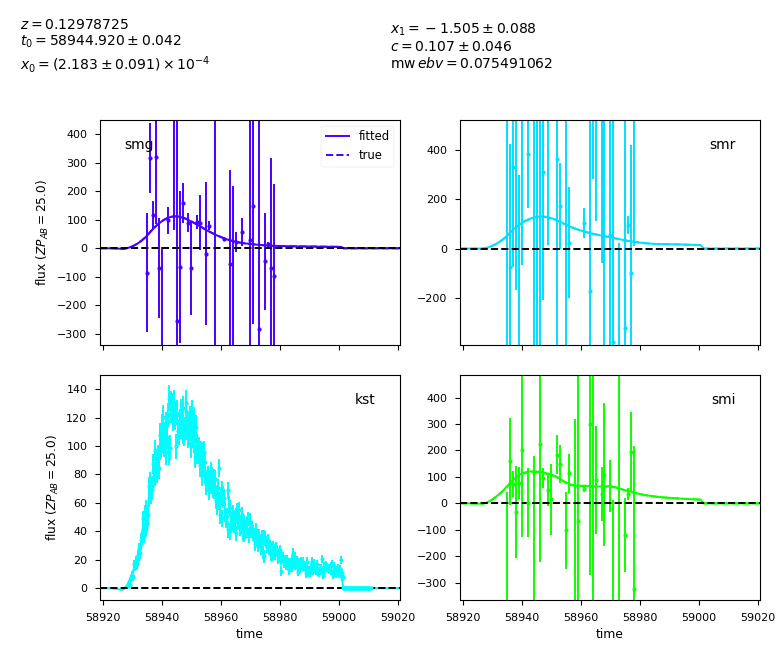 z = 0.12978725
t₀ = 58944.920 ± 0.042
x₀ = (2.183 ± 0.091) × 10⁻⁴
x₁ = −1.505 ± 0.088
c = 0.107 ± 0.046
mw ebv = 0.075491062
smg
fitted
true
400
300
200
100
0
−100
−200
−300
flux (ZP_AB = 25.0)
smr
400
200
0
−200
kst
140
120
100
80
60
40
20
0
flux (ZP_AB = 25.0)
58920 58940 58960 58980 59000 59020
time
smi
400
300
200
100
0
−100
−200
−300
58920 58940 58960 58980 59000 59020
time